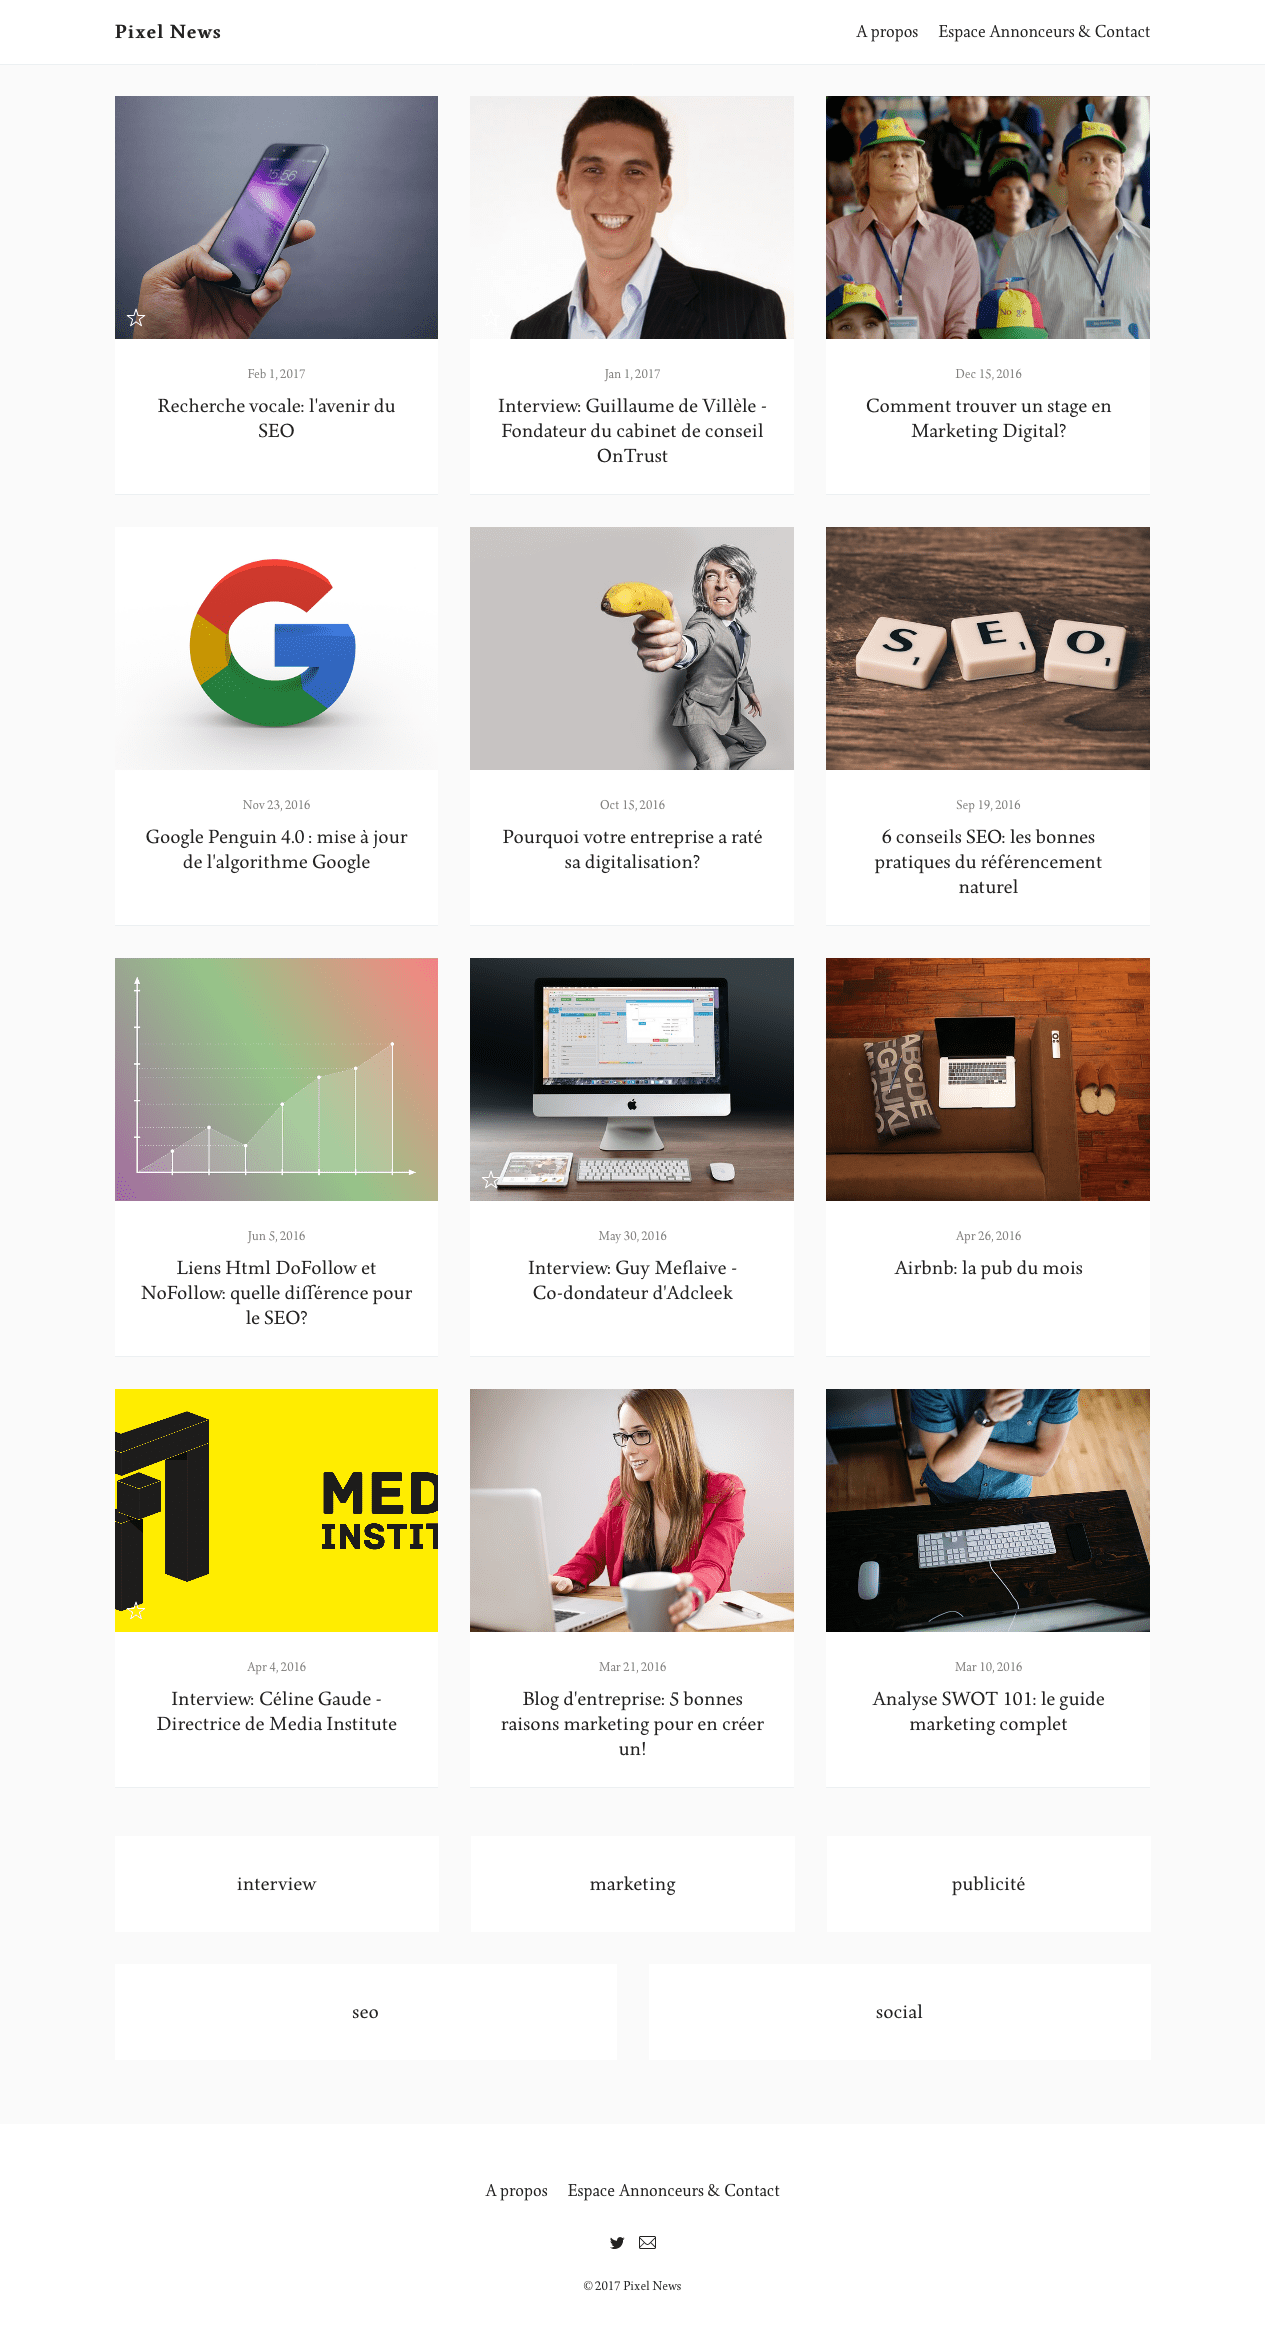 Pixel News
A propos
Espace Annonceurs & Contact
15:56
Feb 1, 2017
Recherche vocale: l'avenir du
SEO
Jan 1, 2017
Interview: Guillaume de Villèle -
Fondateur du cabinet de conseil
OnTrust
Dec 15, 2016
Comment trouver un stage en
Marketing Digital?
S 1 E 1 O 1
Nov 23, 2016
Google Penguin 4.0 : mise à jour
de l'algorithme Google
Oct 15, 2016
Pourquoi votre entreprise a raté
sa digitalisation?
Sep 19, 2016
6 conseils SEO: les bonnes
pratiques du référencement
naturel
Jun 5, 2016
Liens Html DoFollow et
NoFollow: quelle différence pour
le SEO?
May 30, 2016
Interview: Guy Meflaive -
Co-dondateur d'Adcleek
Apr 26, 2016
Airbnb: la pub du mois
MED
INSTIT
Apr 4, 2016
Interview: Céline Gaude -
Directrice de Media Institute
Mar 21, 2016
Blog d'entreprise: 5 bonnes
raisons marketing pour en créer
un!
Mar 10, 2016
Analyse SWOT 101: le guide
marketing complet
interview
marketing
publicité
seo
social
A propos
Espace Annonceurs & Contact
© 2017 Pixel News